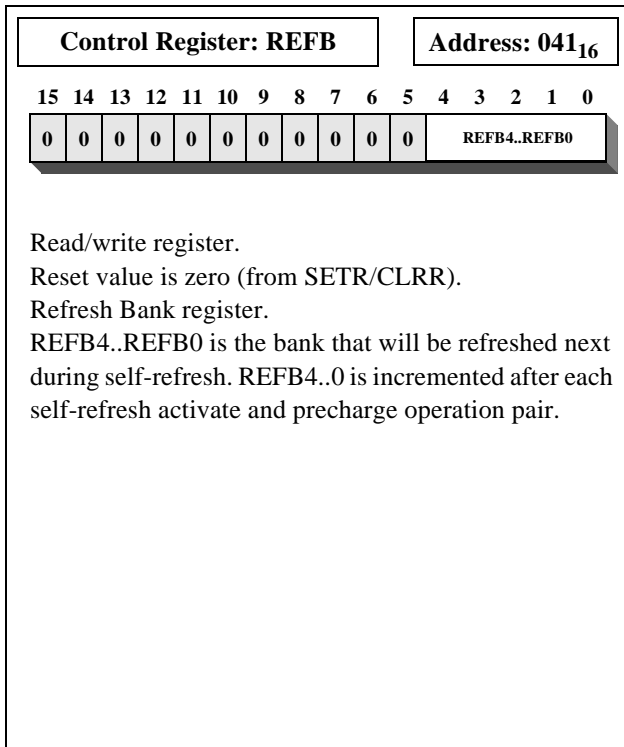 Control Register: REFB Address: 041₁₆
15 14 13 12 11 10 9 8 7 6 5 4 3 2 1 0
0 0 0 0 0 0 0 0 0 0 0 REFB4..REFB0
Read/write register.
Reset value is zero (from SETR/CLRR).
Refresh Bank register.
REFB4..REFB0 is the bank that will be refreshed next
during self-refresh. REFB4..0 is incremented after each
self-refresh activate and precharge operation pair.